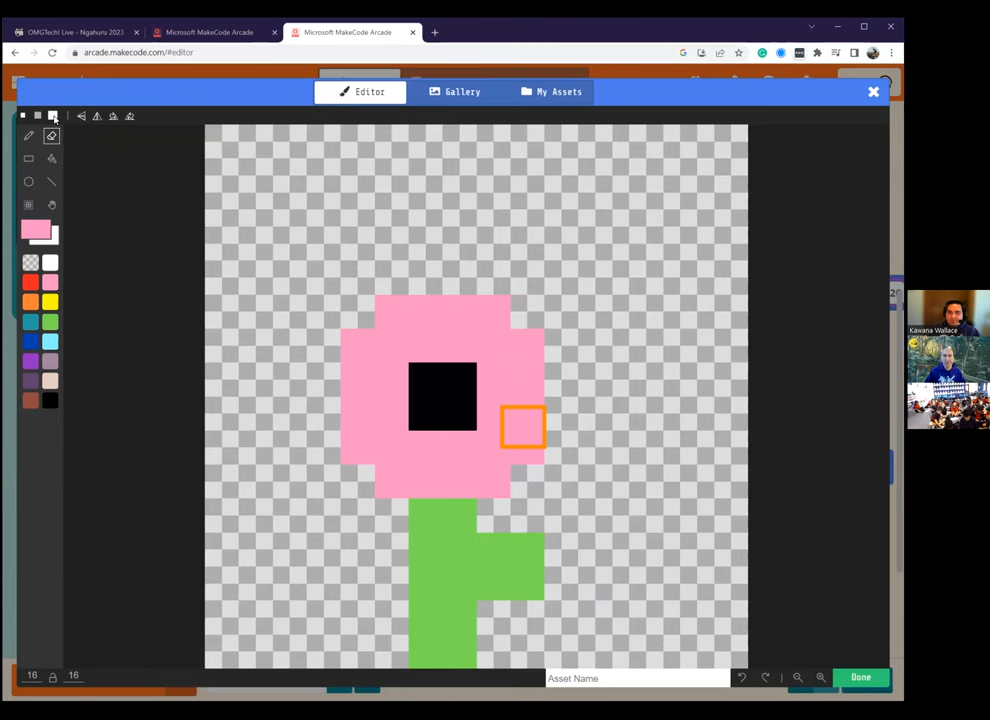 OMGTech! Live - Ngahuru 2023
Microsoft MakeCode Arcade
Microsoft MakeCode Arcade
arcade.makecode.com/#editor
Editor
Gallery
My Assets
20
Kawana Wallace
16
16
Asset Name
Done